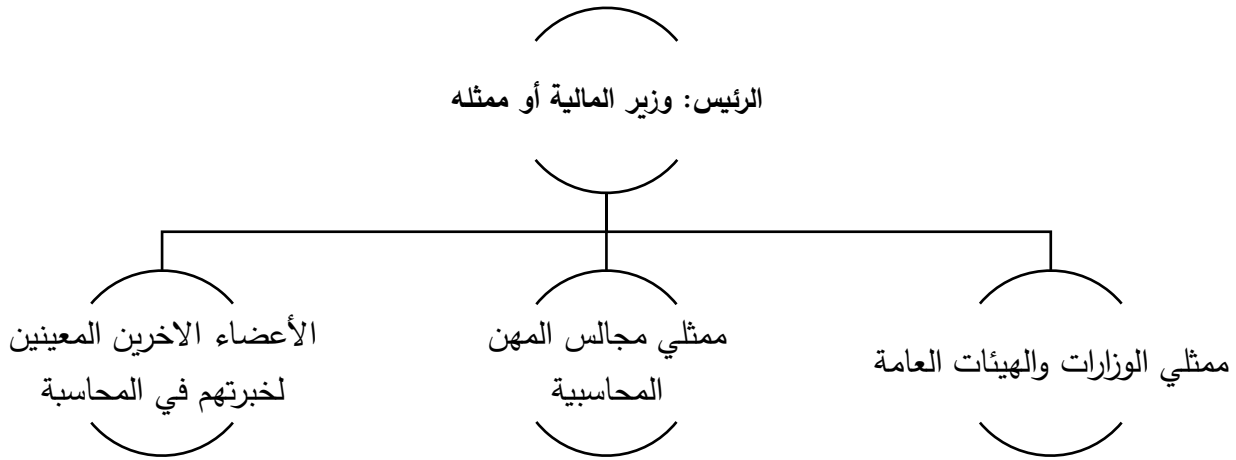 الرئيس: وزير المالية أو ممثله
ممثلي الوزارات والهيئات العامة
ممثلي مجالس المهن
المحاسبية
الأعضاء الاخرين المعينين
لخبرتهم في المحاسبة